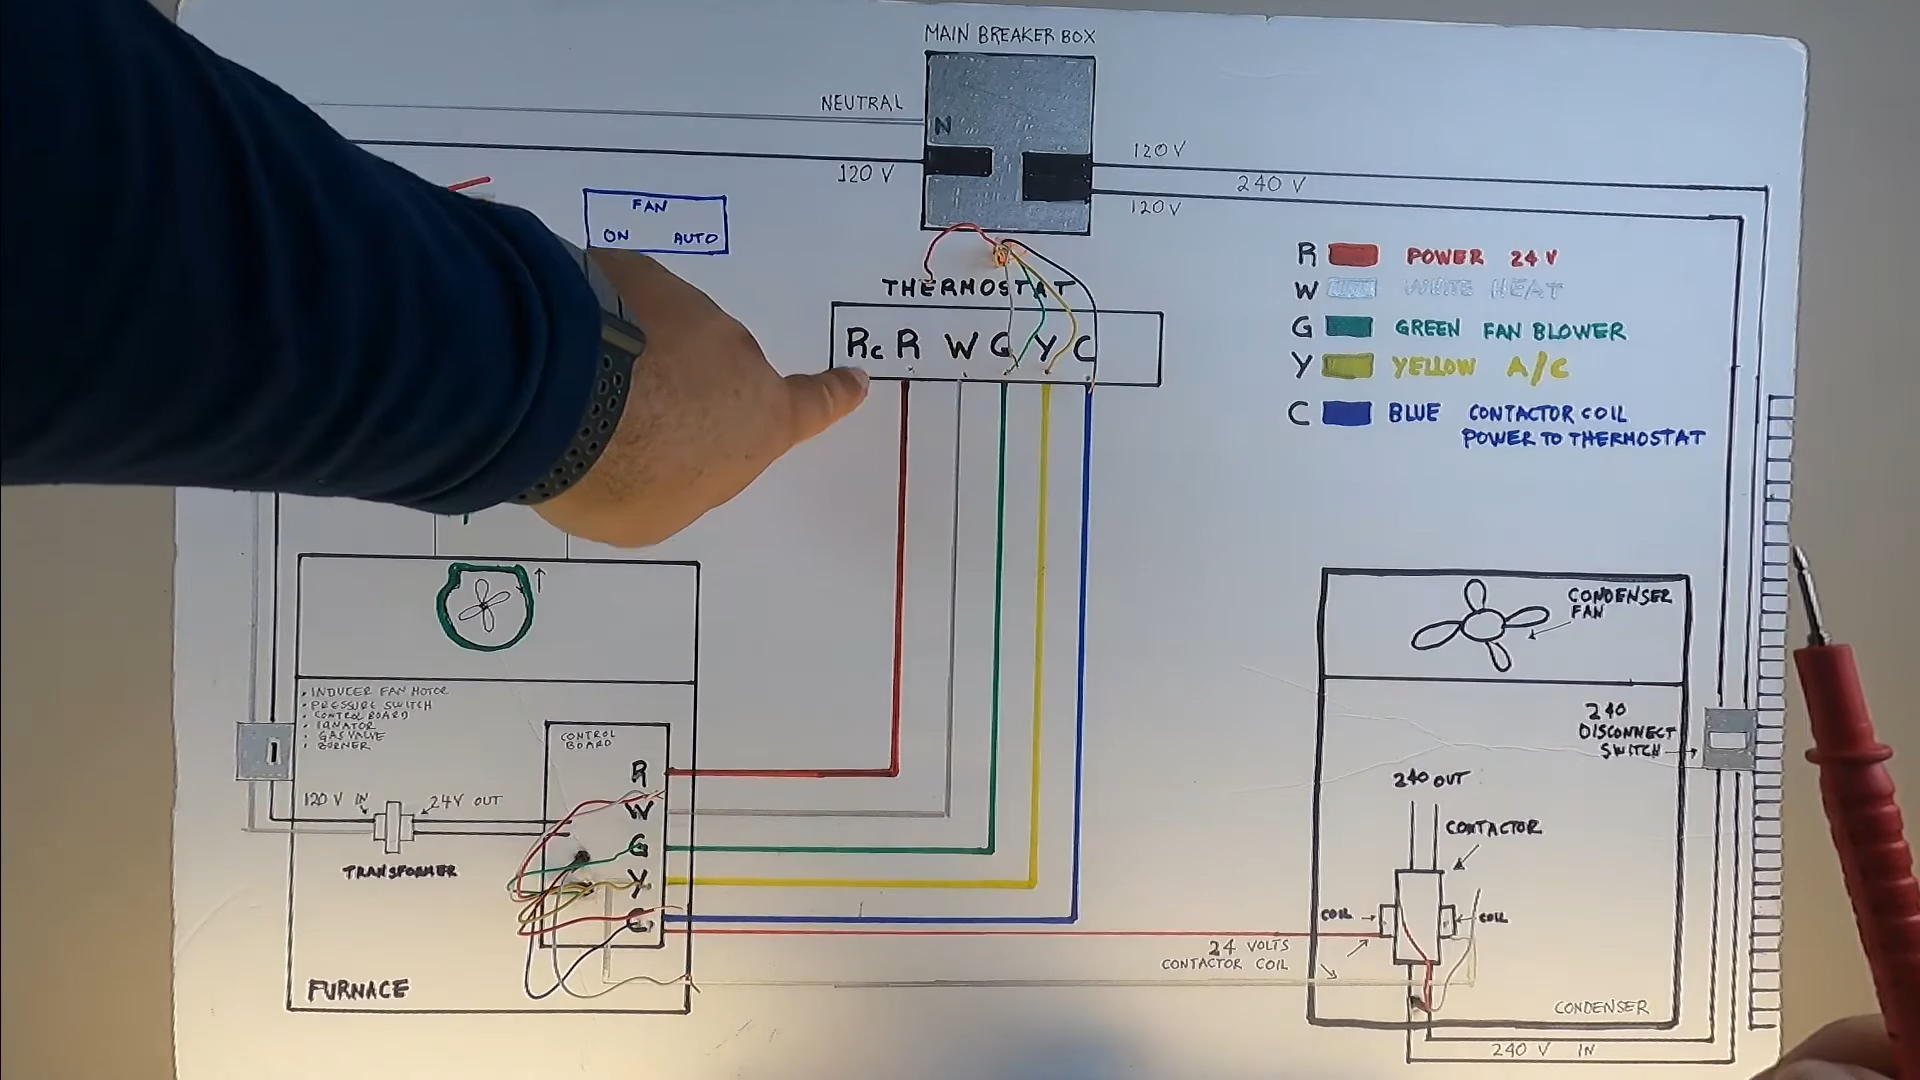 MAIN BREAKER BOX
NEUTRAL
N
120 V
120 V
240 V
120V
FAN
ON AUTO
THERMOSTAT
Rc R W G Y C
R POWER 24 V
W WHITE HEAT
G GREEN FAN BLOWER
Y YELLOW A/C
C BLUE CONTACTOR COIL
POWER TO THERMOSTAT
• INDUCER FAN MOTOR
• PRESSURE SWITCH
• CONTROL BOARD
• IGNATOR
• GAS VALVE
• BURNER
CONTROL
BOARD
R
W
G
Y
C
120 V IN
24V OUT
TRANSFORMER
FURNACE
CONDENSER
FAN
240
DISCONNECT
SWITCH
240 OUT
CONTACTOR
COIL
COIL
24 VOLTS
CONTACTOR COIL
CONDENSER
240 V IN